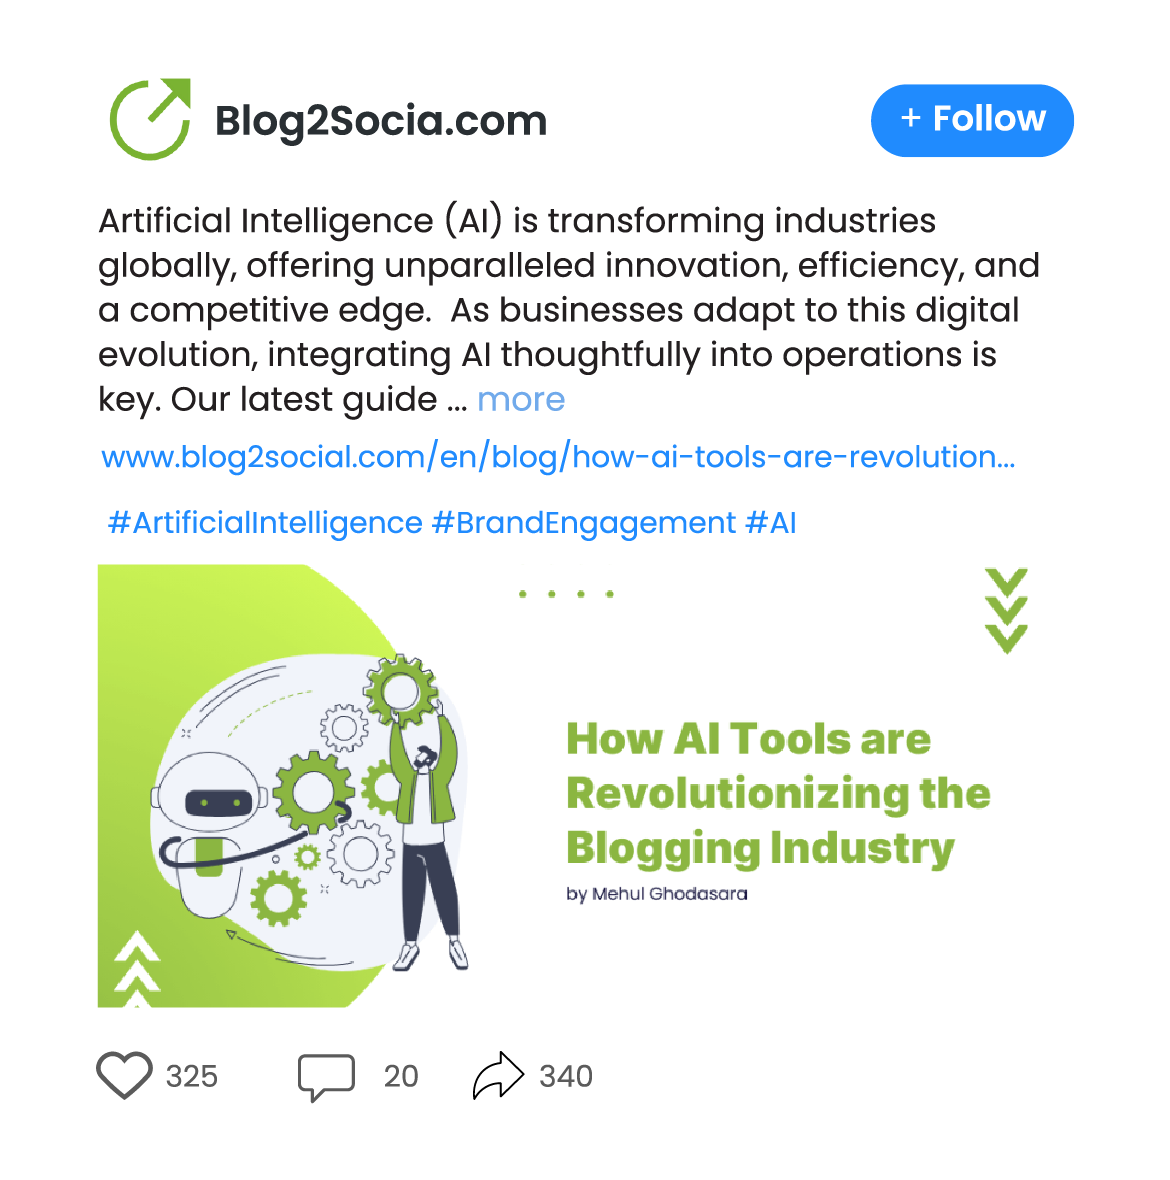 Blog2Socia.com
+ Follow
Artificial Intelligence (AI) is transforming industries
globally, offering unparalleled innovation, efficiency, and
a competitive edge.  As businesses adapt to this digital
evolution, integrating AI thoughtfully into operations is
key. Our latest guide ... more
www.blog2social.com/en/blog/how-ai-tools-are-revolution...
#ArtificialIntelligence #BrandEngagement #AI
How AI Tools are
Revolutionizing the
Blogging Industry
by Mehul Ghodasara
325 20 340